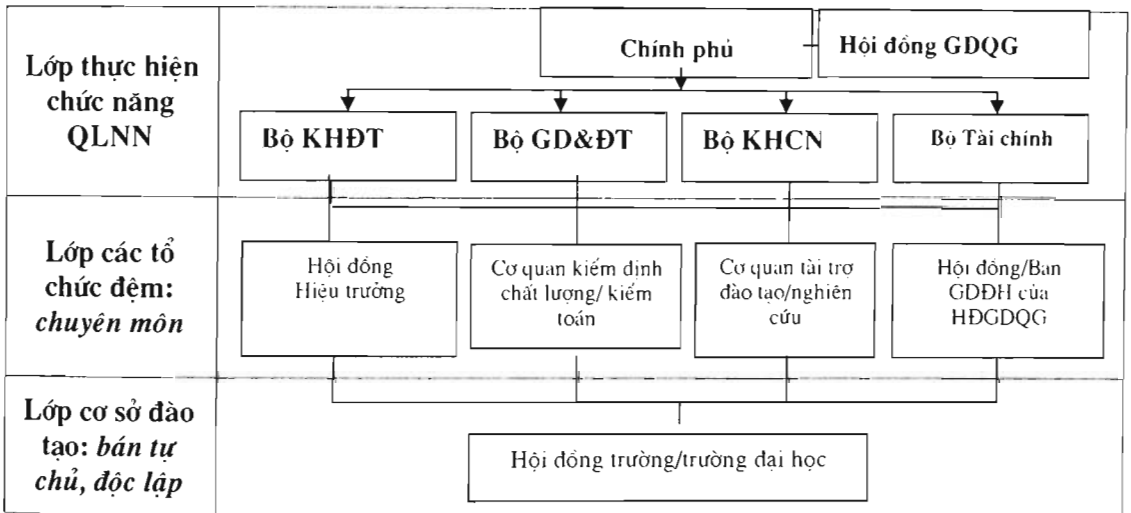 Lớp thực hiện
chức năng
QLNN
Chính phủ
Hội đồng GDQG
Bộ KHĐT
Bộ GD&ĐT
Bộ KHCN
Bộ Tài chính
Lớp các tổ
chức đệm:
chuyên môn
Hội đồng
Hiệu trưởng
Cơ quan kiểm định
chất lượng/ kiểm
toán
Cơ quan tài trợ
đào tạo/nghiên
cứu
Hội đồng/Ban
GDĐH của
HĐGDQG
Lớp cơ sở đào
tạo: bán tự
chủ, độc lập
Hội đồng trường/trường đại học